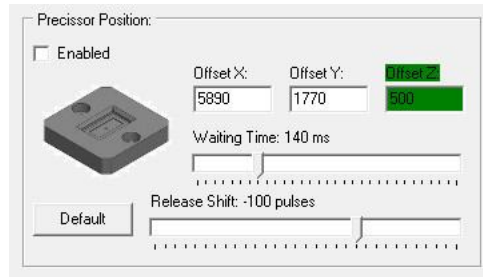 Precissor Position:
Enabled
Offset X: Offset Y: Offset Z:
5890 1770 500
Waiting Time: 140 ms
Release Shift: -100 pulses
Default